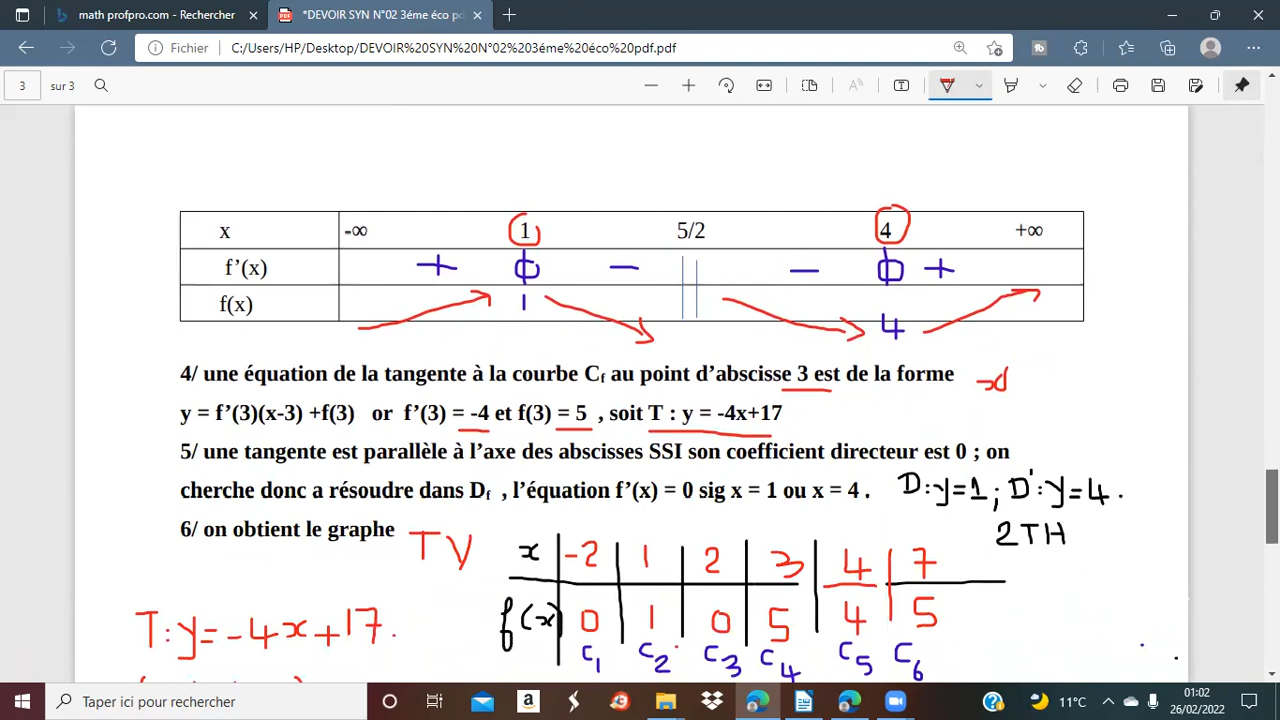 math profpro.com - Rechercher
*DEVOIR SYN N°02 3éme éco pd
Fichier C:/Users/HP/Desktop/DEVOIR%20SYN%20N°02%203éme%20éco%20pdf.pdf
3 sur 3
x -∞ 1 5/2 4 +∞
f’(x) + 0 - - 0 +
f(x) 1 4
4/ une équation de la tangente à la courbe Cf au point d’abscisse 3 est de la forme
y = f’(3)(x-3) +f(3) or f’(3) = -4 et f(3) = 5 , soit T : y = -4x+17
5/ une tangente est parallèle à l’axe des abscisses SSI son coefficient directeur est 0 ; on
cherche donc a résoudre dans Df , l’équation f’(x) = 0 sig x = 1 ou x = 4 . D:y=1; D':y=4.
2TH
6/ on obtient le graphe TV
x -2 1 2 3 4 7
f(x) 0 1 0 5 4 5
T:y=-4x+17.
C1 C2 C3 C4 C5 C6
Taper ici pour rechercher
11°C
01:02
26/02/2022